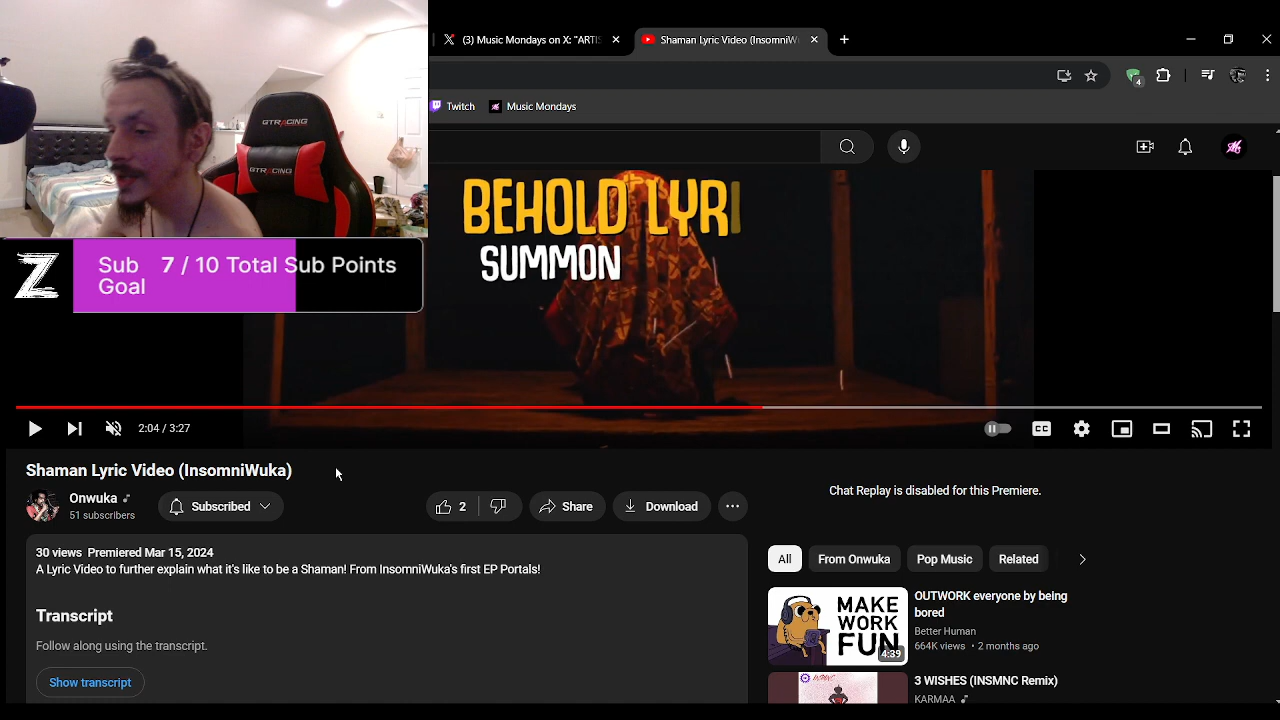 (3) Music Mondays on X: "ARTIS
Shaman Lyric Video (InsomniWu
4
Twitch
Music Mondays
GTRACING
GTRACING
BEHOLD LYRI
SUMMON
Z
Sub Goal
7 / 10 Total Sub Points
2:04 / 3:27
CC
Shaman Lyric Video (InsomniWuka)
Onwuka
51 subscribers
Subscribed
2
Share
Download
Chat Replay is disabled for this Premiere.
30 views Premiered Mar 15, 2024
A Lyric Video to further explain what it's like to be a Shaman! From InsomniWuka's first EP Portals!
Transcript
Follow along using the transcript.
Show transcript
All
From Onwuka
Pop Music
Related
MAKE
WORK
FUN
4:39
OUTWORK everyone by being
bored
Better Human
664K views • 2 months ago
INSMNC
3 WISHES (INSMNC Remix)
KARMAA